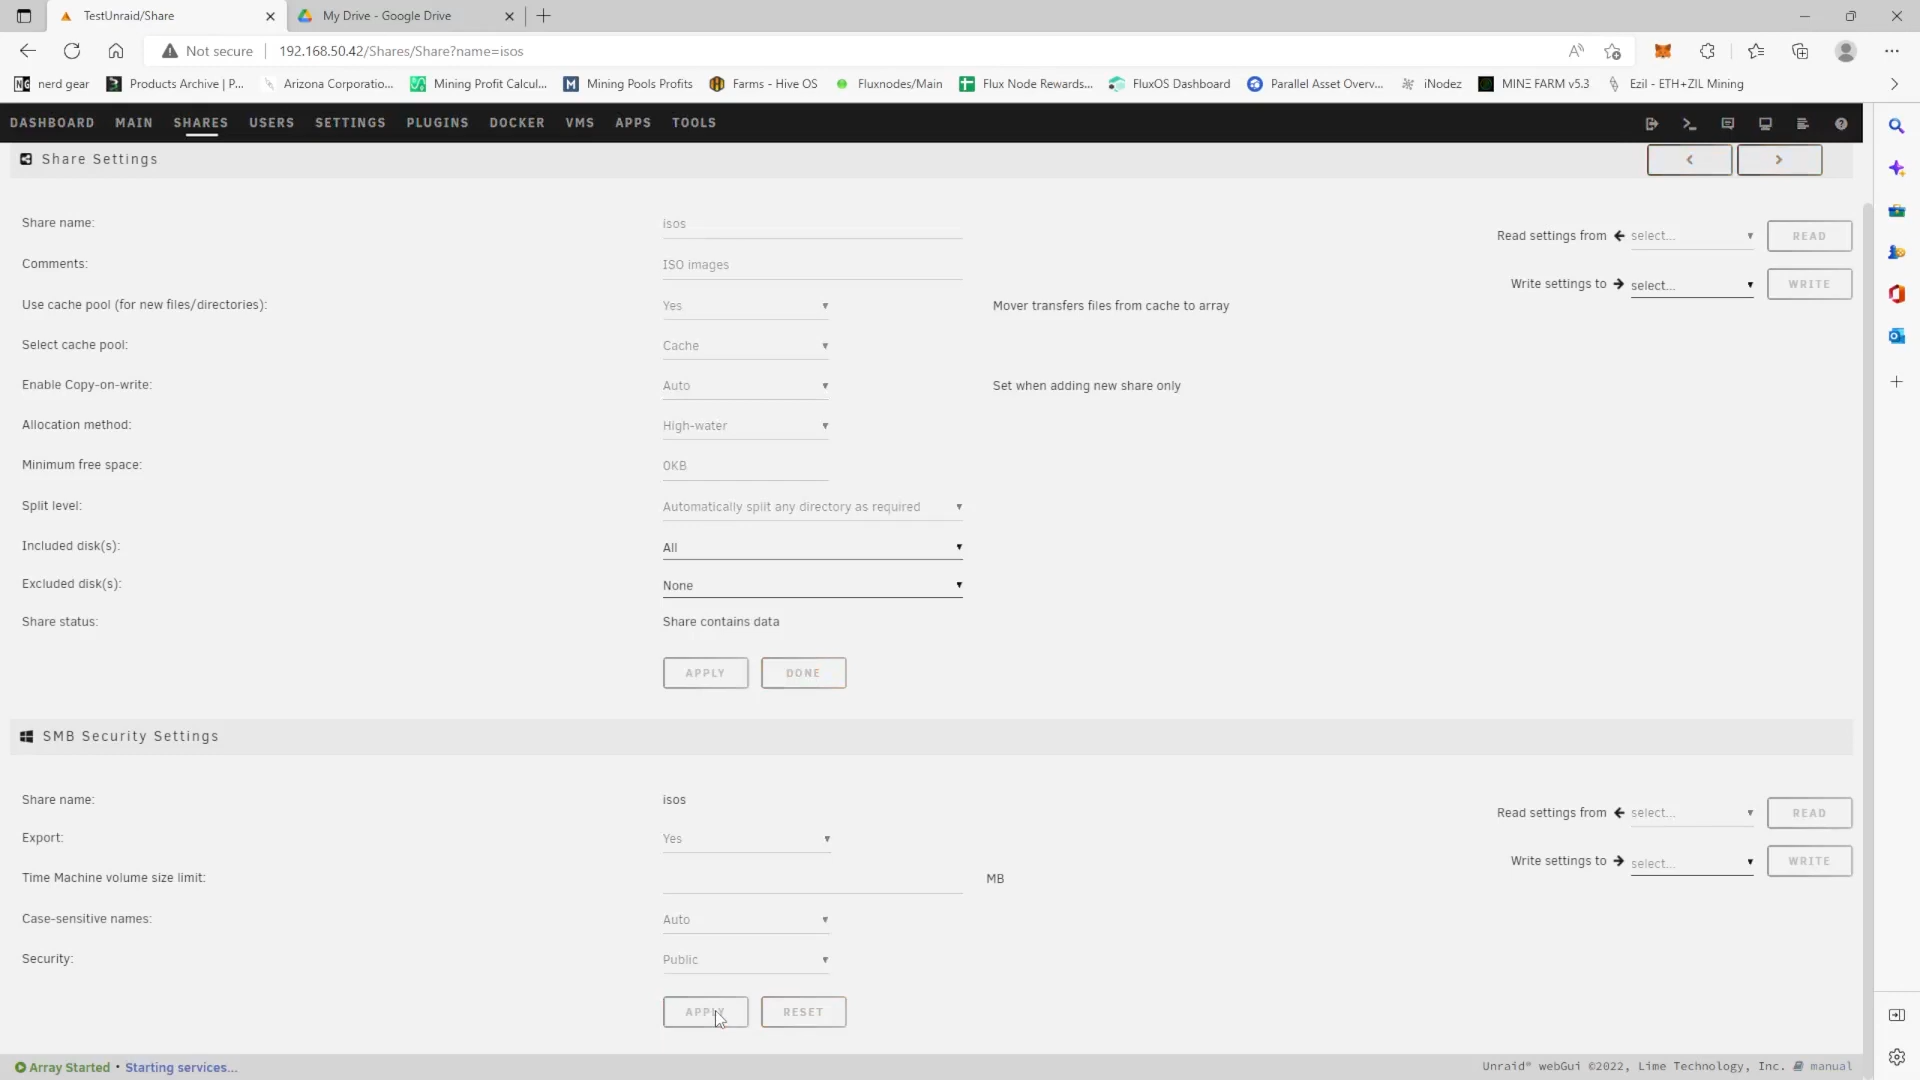 TestUnraid/Share
My Drive - Google Drive
Not secure
192.168.50.42/Shares/Share?name=isos
nerd gear
Products Archive | P...
Arizona Corporatio...
Mining Profit Calcul...
Mining Pools Profits
Farms - Hive OS
Fluxnodes/Main
Flux Node Rewards...
FluxOS Dashboard
Parallel Asset Overv...
iNodez
MINE FARM v5.3
Ezil - ETH+ZIL Mining
DASHBOARD MAIN SHARES USERS SETTINGS PLUGINS DOCKER VMS APPS TOOLS
Share Settings
Share name: isos
Read settings from select... READ
Comments: ISO images
Write settings to select... WRITE
Use cache pool (for new files/directories): Yes Mover transfers files from cache to array
Select cache pool: Cache
Enable Copy-on-write: Auto Set when adding new share only
Allocation method: High-water
Minimum free space: 0KB
Split level: Automatically split any directory as required
Included disk(s): All
Excluded disk(s): None
Share status: Share contains data
APPLY DONE
SMB Security Settings
Share name: isos
Read settings from select... READ
Export: Yes
Write settings to select... WRITE
Time Machine volume size limit: MB
Case-sensitive names: Auto
Security: Public
APPLY RESET
Array Started • Starting services...
Unraid® webGui ©2022, Lime Technology, Inc. manual